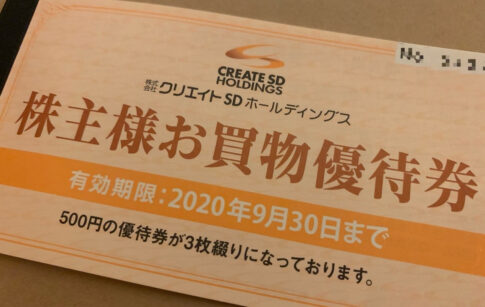 No
CREATE SD
HOLDINGS
株式会社 クリエイトSDホールディングス
株主様お買物優待券
有効期限：2020年9月30日まで
500円の優待券が3枚綴りになっております。